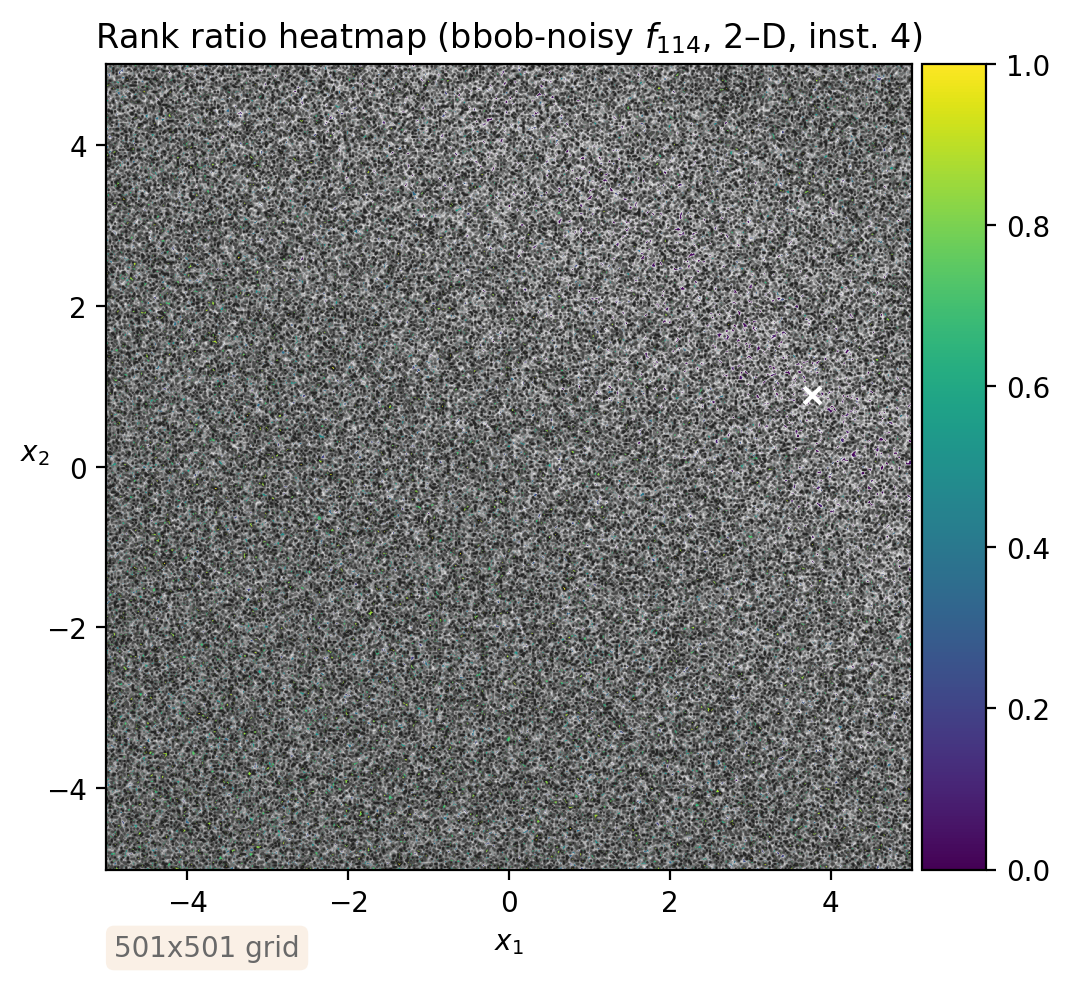 Rank ratio heatmap (bbob-noisy f114, 2–D, inst. 4)
1.0
4
0.8
2
0.6
x2 0
0.4
−2
0.2
−4
0.0
−4 −2 0 2 4
x1
501x501 grid